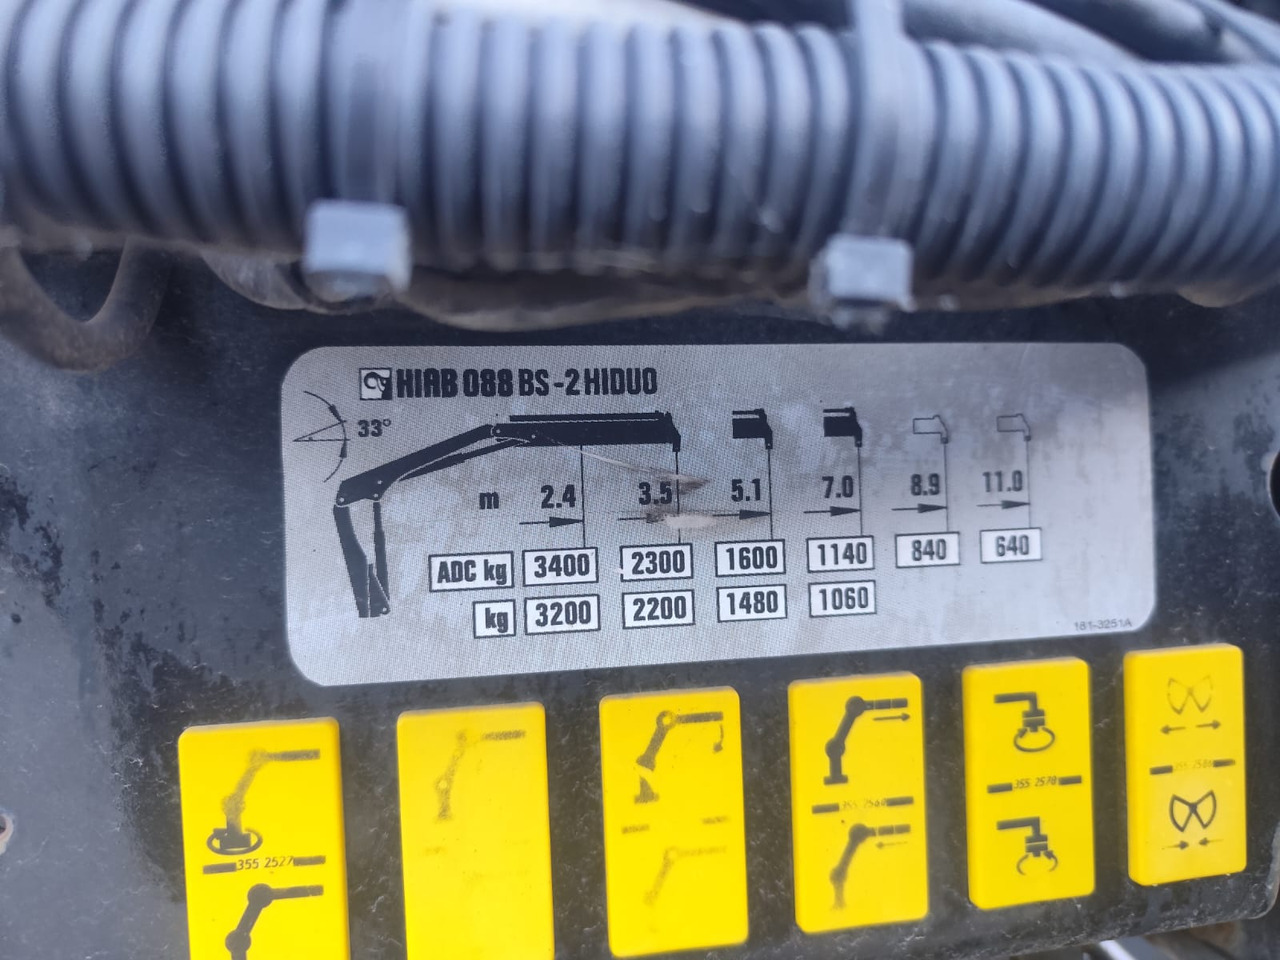 HIAB 088 BS-2 HIDUO
33°
m 2.4 3.5 5.1 7.0 8.9 11.0
ADC kg 3400 2300 1600 1140 840 640
kg 3200 2200 1480 1060
161-3251A
355 2527
355 2578